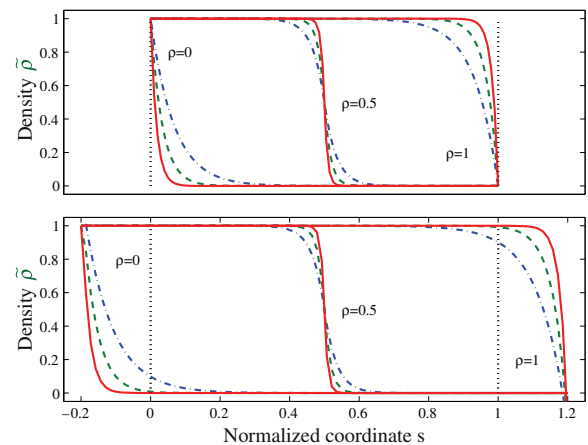 1
0.8
0.6
0.4
0.2
0
Density ρ̃
ρ=0
ρ=0.5
ρ=1
1
0.8
0.6
0.4
0.2
0
Density ρ̃
ρ=0
ρ=0.5
ρ=1
−0.2 0 0.2 0.4 0.6 0.8 1 1.2
Normalized coordinate s